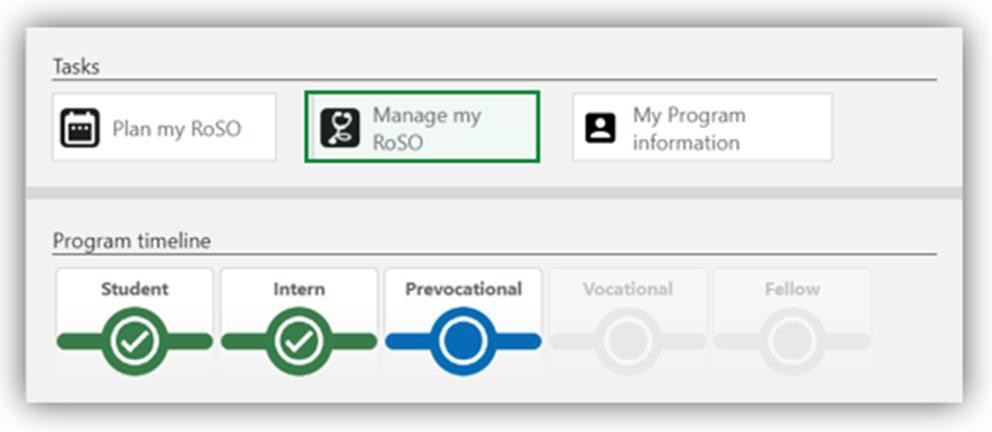 Tasks
Plan my RoSO
Manage my
RoSO
My Program
information
Program timeline
Student
Intern
Prevocational
Vocational
Fellow